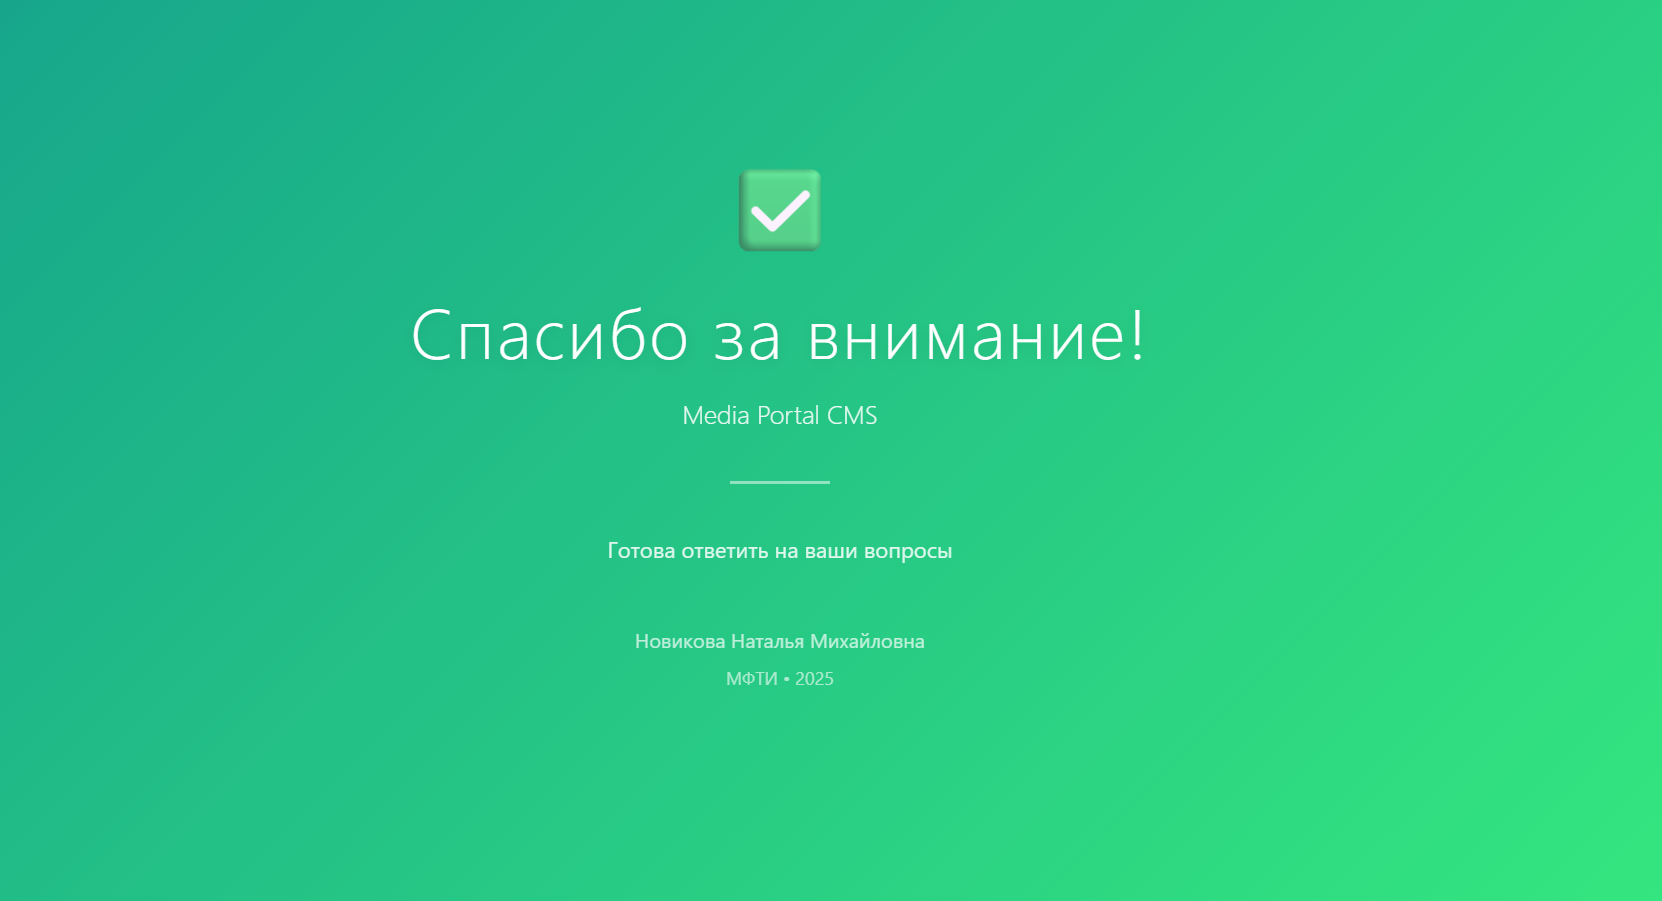 Спасибо за внимание!
Media Portal CMS
Готова ответить на ваши вопросы
Новикова Наталья Михайловна
МФТИ • 2025